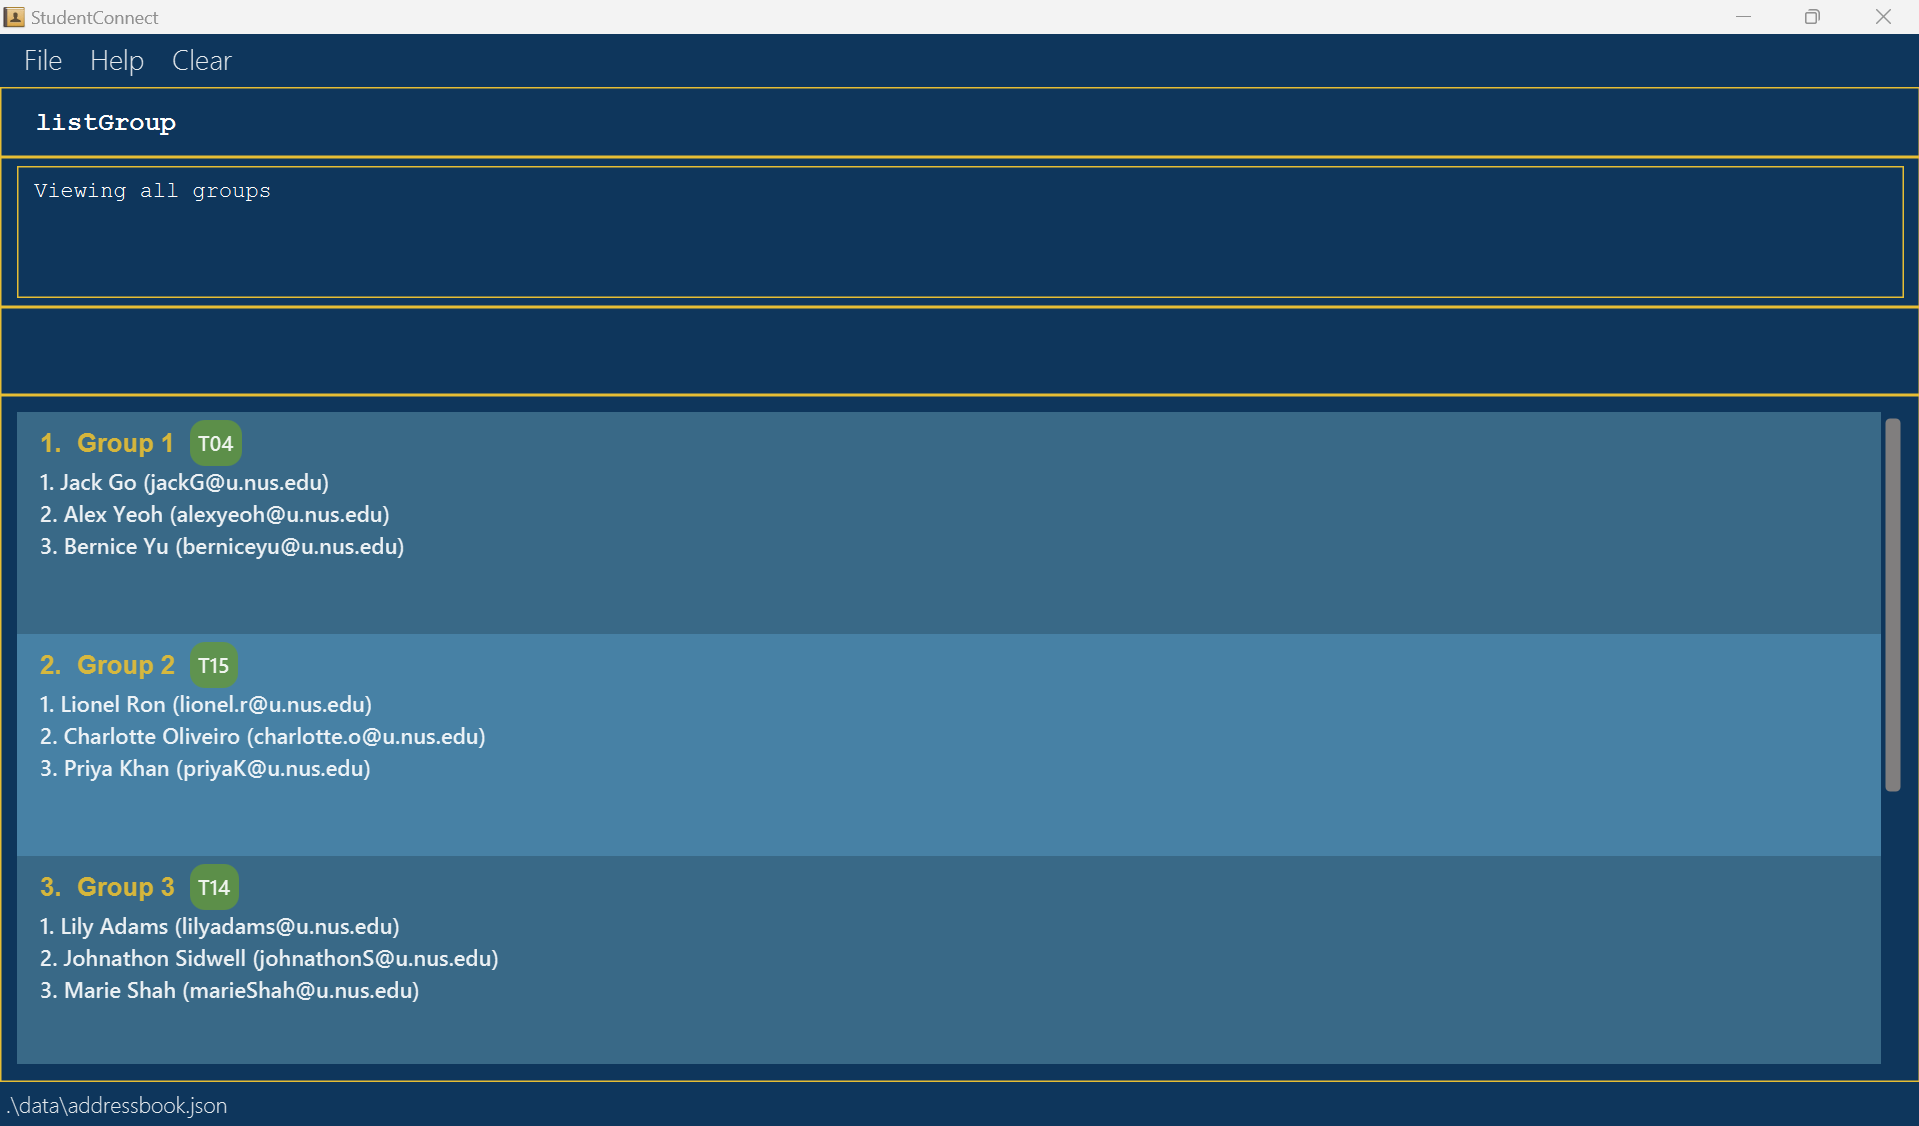 StudentConnect
File Help Clear
listGroup
Viewing all groups
1. Group 1 T04
1. Jack Go (jackG@u.nus.edu)
2. Alex Yeoh (alexyeoh@u.nus.edu)
3. Bernice Yu (berniceyu@u.nus.edu)
2. Group 2 T15
1. Lionel Ron (lionel.r@u.nus.edu)
2. Charlotte Oliveiro (charlotte.o@u.nus.edu)
3. Priya Khan (priyaK@u.nus.edu)
3. Group 3 T14
1. Lily Adams (lilyadams@u.nus.edu)
2. Johnathon Sidwell (johnathonS@u.nus.edu)
3. Marie Shah (marieShah@u.nus.edu)
.\data\addressbook.json